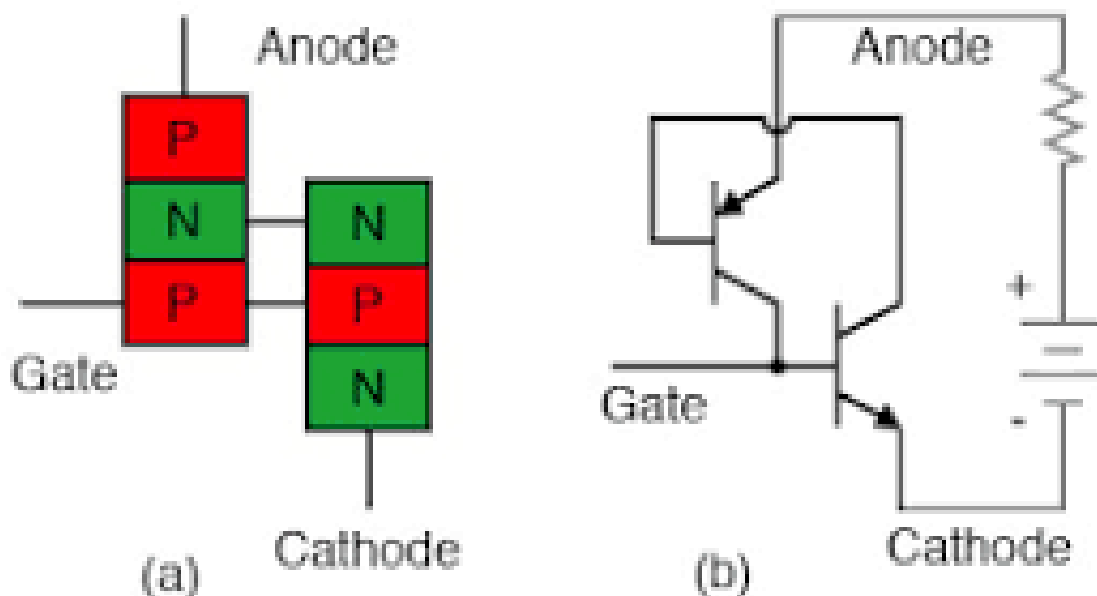 Anode
P
N
P
N
P
N
Gate
Cathode
(a)
Anode
+
-
Gate
Cathode
(b)